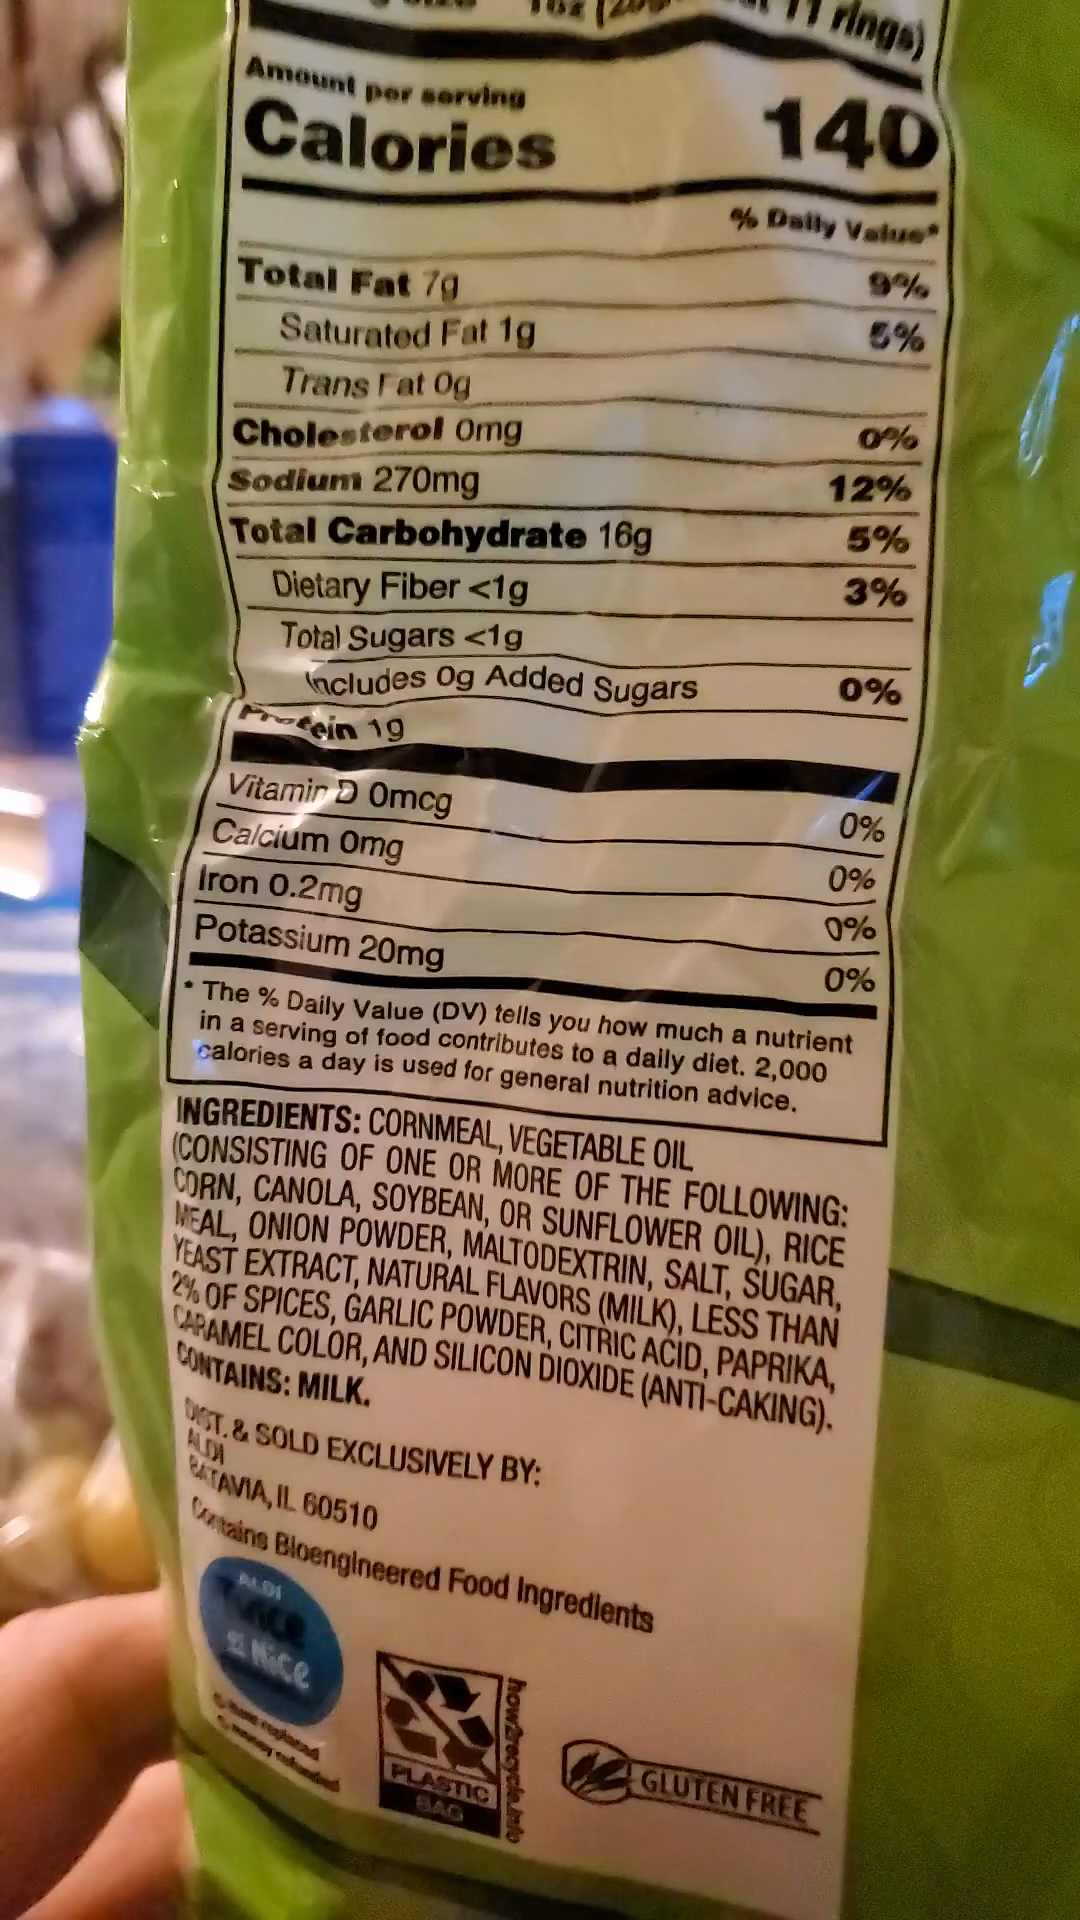 11 rings)
Amount per serving
Calories 140
% Daily Value*
Total Fat 7g 9%
Saturated Fat 1g 5%
Trans Fat 0g
Cholesterol 0mg 0%
Sodium 270mg 12%
Total Carbohydrate 16g 5%
Dietary Fiber <1g 3%
Total Sugars <1g
Includes 0g Added Sugars 0%
Protein 1g
Vitamin D 0mcg 0%
Calcium 0mg 0%
Iron 0.2mg 0%
Potassium 20mg 0%
* The % Daily Value (DV) tells you how much a nutrient
in a serving of food contributes to a daily diet. 2,000
calories a day is used for general nutrition advice.
INGREDIENTS: CORNMEAL, VEGETABLE OIL
(CONSISTING OF ONE OR MORE OF THE FOLLOWING:
CORN, CANOLA, SOYBEAN, OR SUNFLOWER OIL), RICE
MEAL, ONION POWDER, MALTODEXTRIN, SALT, SUGAR,
YEAST EXTRACT, NATURAL FLAVORS (MILK), LESS THAN
2% OF SPICES, GARLIC POWDER, CITRIC ACID, PAPRIKA,
CARAMEL COLOR, AND SILICON DIOXIDE (ANTI-CAKING).
CONTAINS: MILK.
DIST. & SOLD EXCLUSIVELY BY:
ALDI
BATAVIA, IL 60510
Contains Bioengineered Food Ingredients
ALDI
Twice
as Nice
PLASTIC
BAG
how2recycle.info
GLUTEN FREE